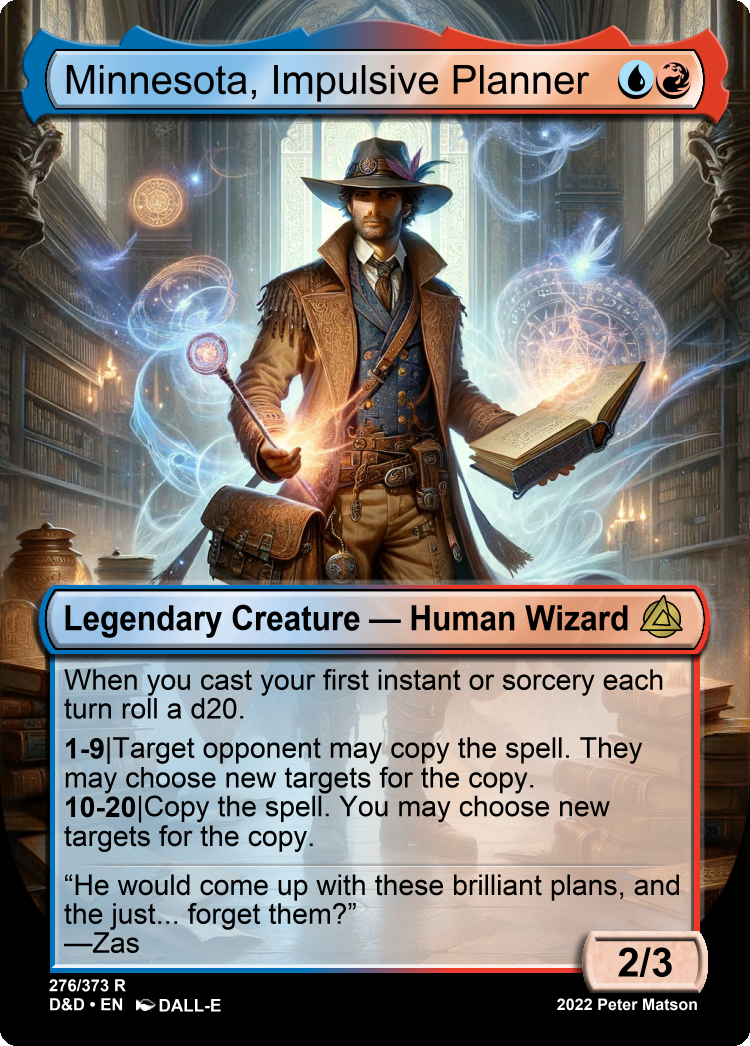 Minnesota, Impulsive Planner
Legendary Creature — Human Wizard
When you cast your first instant or sorcery each
turn roll a d20.
1-9|Target opponent may copy the spell. They
may choose new targets for the copy.
10-20|Copy the spell. You may choose new
targets for the copy.
“He would come up with these brilliant plans, and
the just... forget them?”
—Zas
2/3
276/373 R
D&D • EN DALL-E
2022 Peter Matson